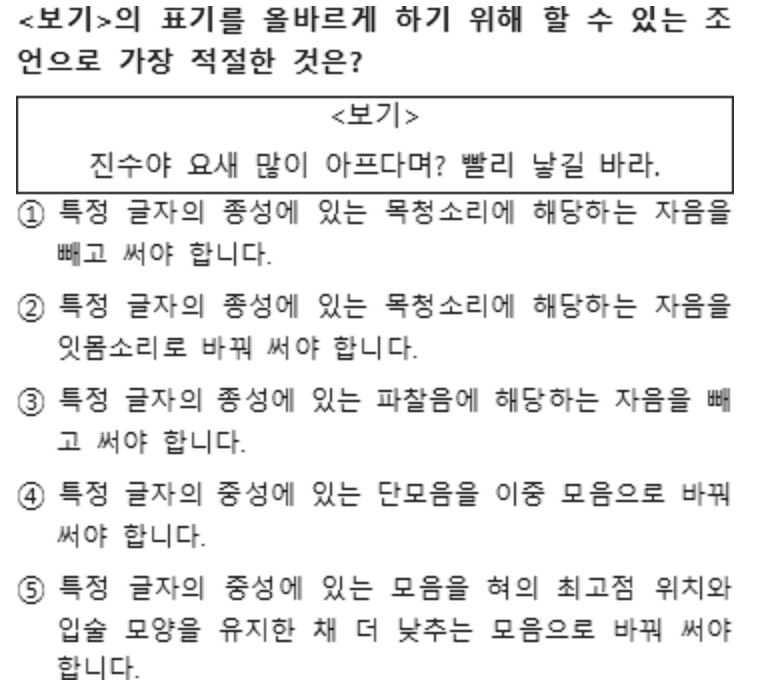 <보기>의 표기를 올바르게 하기 위해 할 수 있는 조
언으로 가장 적절한 것은?
<보기>
진수야 요새 많이 아프다며? 빨리 낳길 바라.
① 특정 글자의 종성에 있는 목청소리에 해당하는 자음을
빼고 써야 합니다.
② 특정 글자의 종성에 있는 목청소리에 해당하는 자음을
잇몸소리로 바꿔 써야 합니다.
③ 특정 글자의 종성에 있는 파찰음에 해당하는 자음을 빼
고 써야 합니다.
④ 특정 글자의 중성에 있는 단모음을 이중 모음으로 바꿔
써야 합니다.
⑤ 특정 글자의 중성에 있는 모음을 혀의 최고점 위치와
입술 모양을 유지한 채 더 낮추는 모음으로 바꿔 써야
합니다.